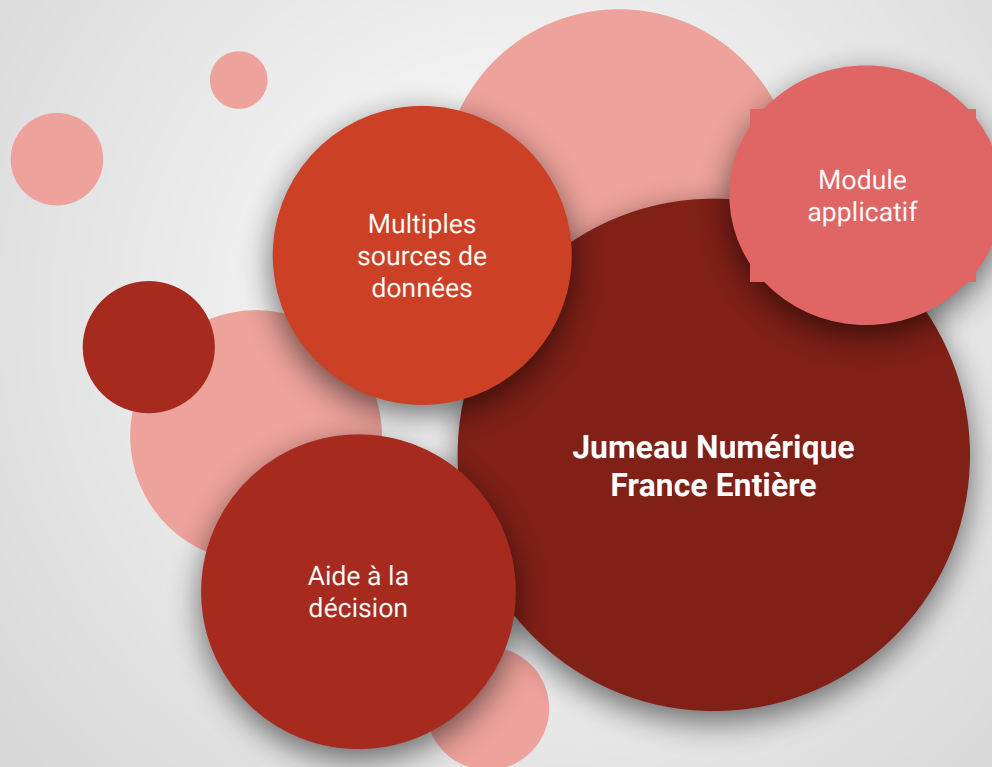 Module
applicatif
Multiples
sources de
données
Jumeau Numérique
France Entière
Aide à la
décision